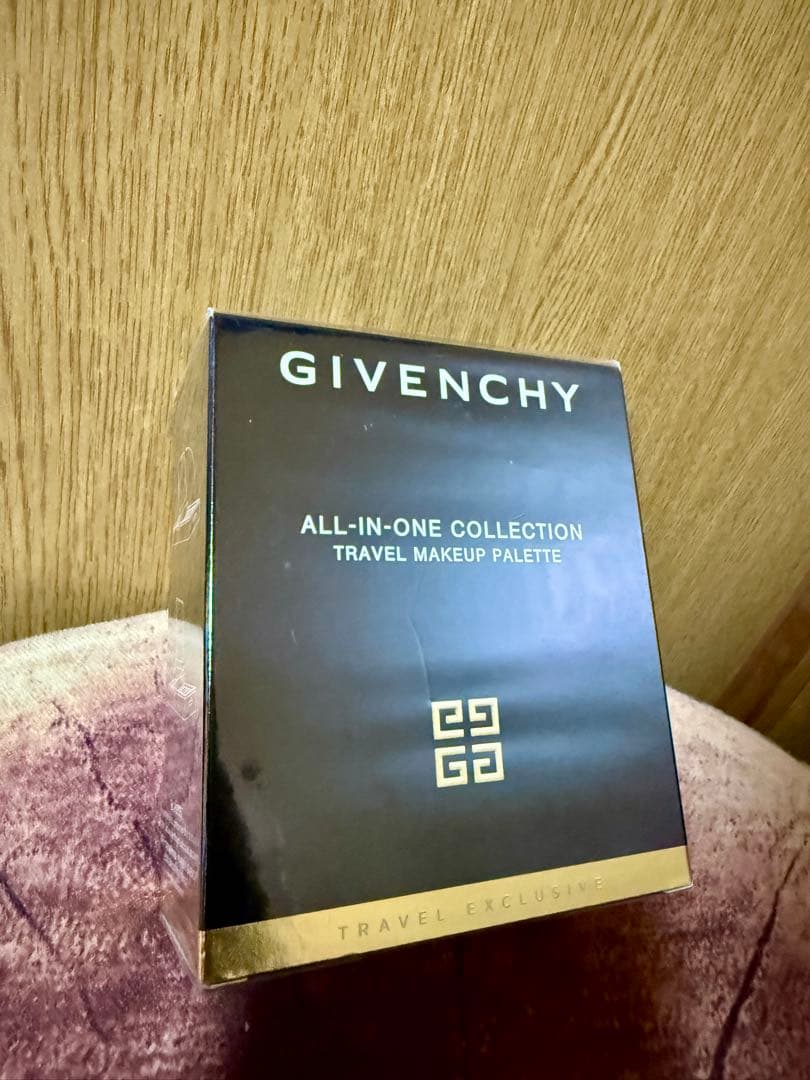 GIVENCHY
ALL-IN-ONE COLLECTION
TRAVEL MAKEUP PALETTE
TRAVEL EXCLUSIVE